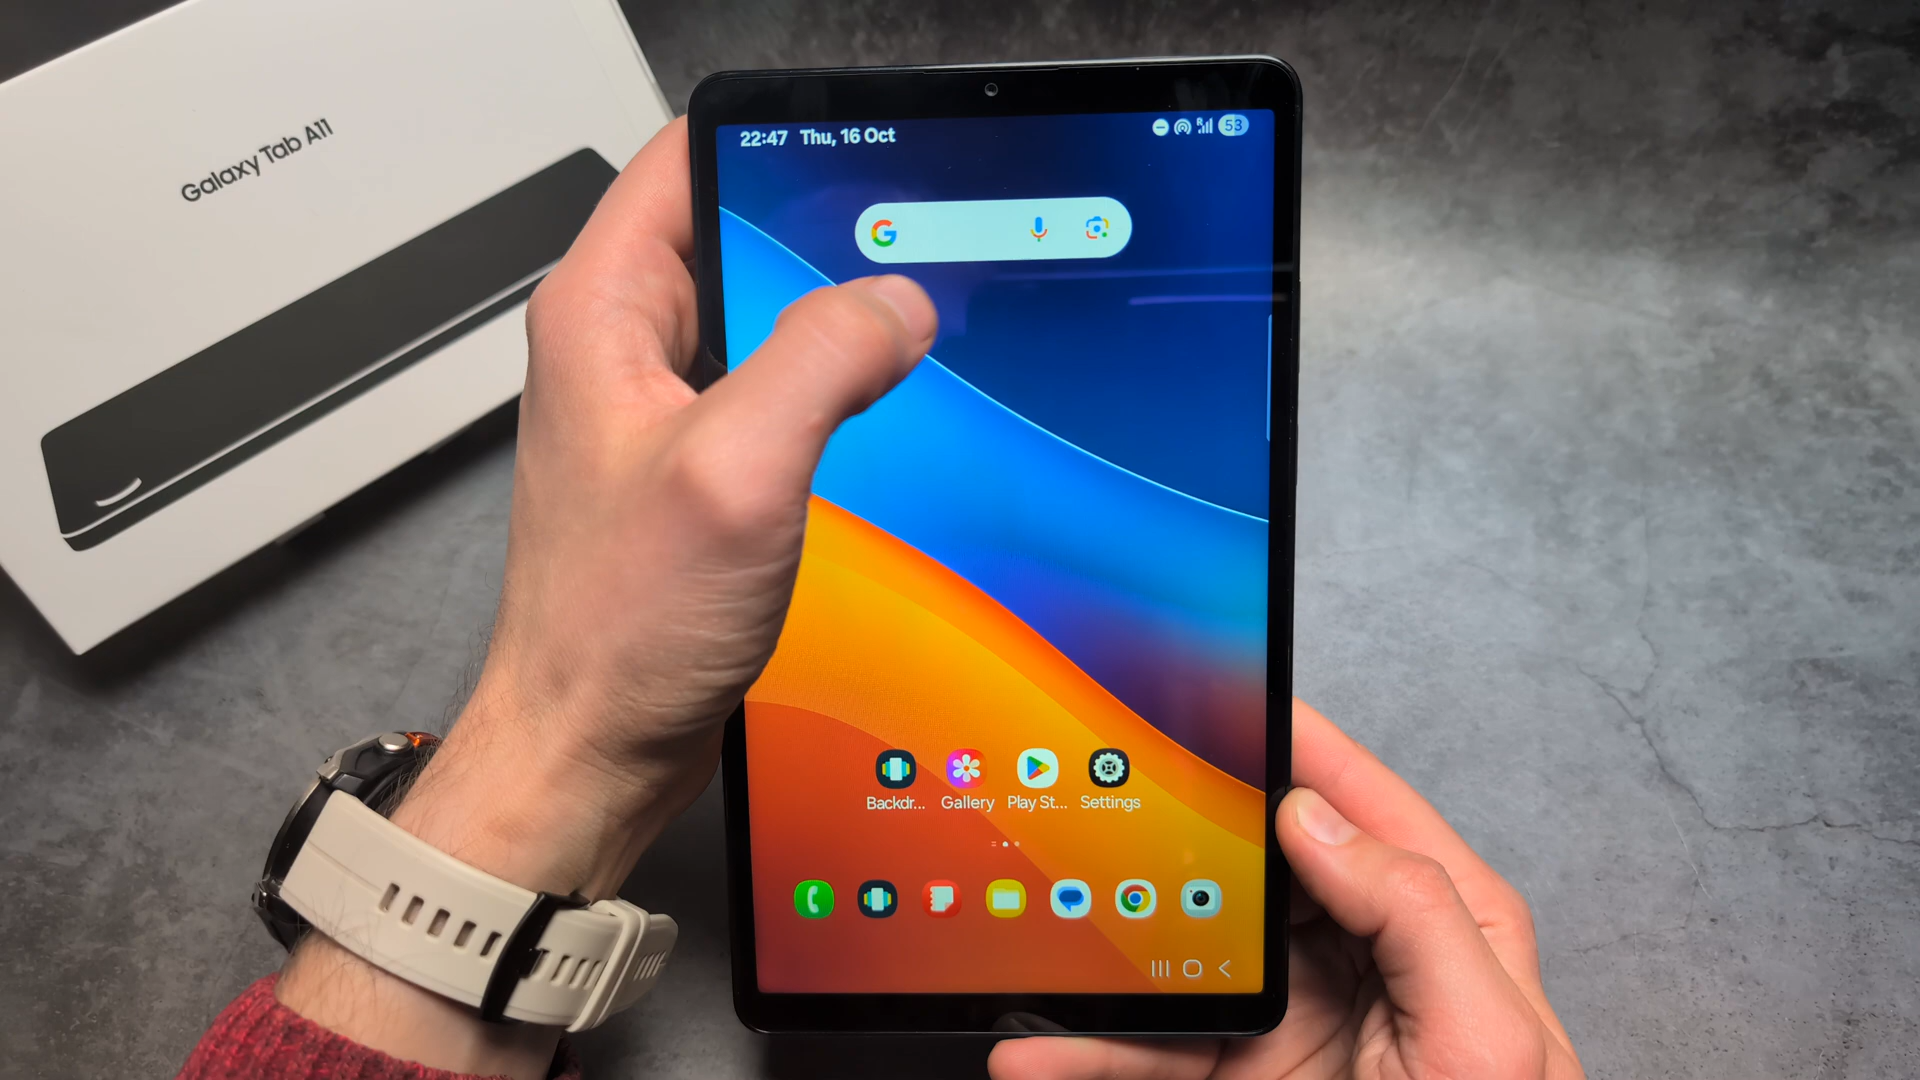 Galaxy Tab A11
22:47 Thu, 16 Oct
R 53
G
Backdr... Gallery Play St... Settings